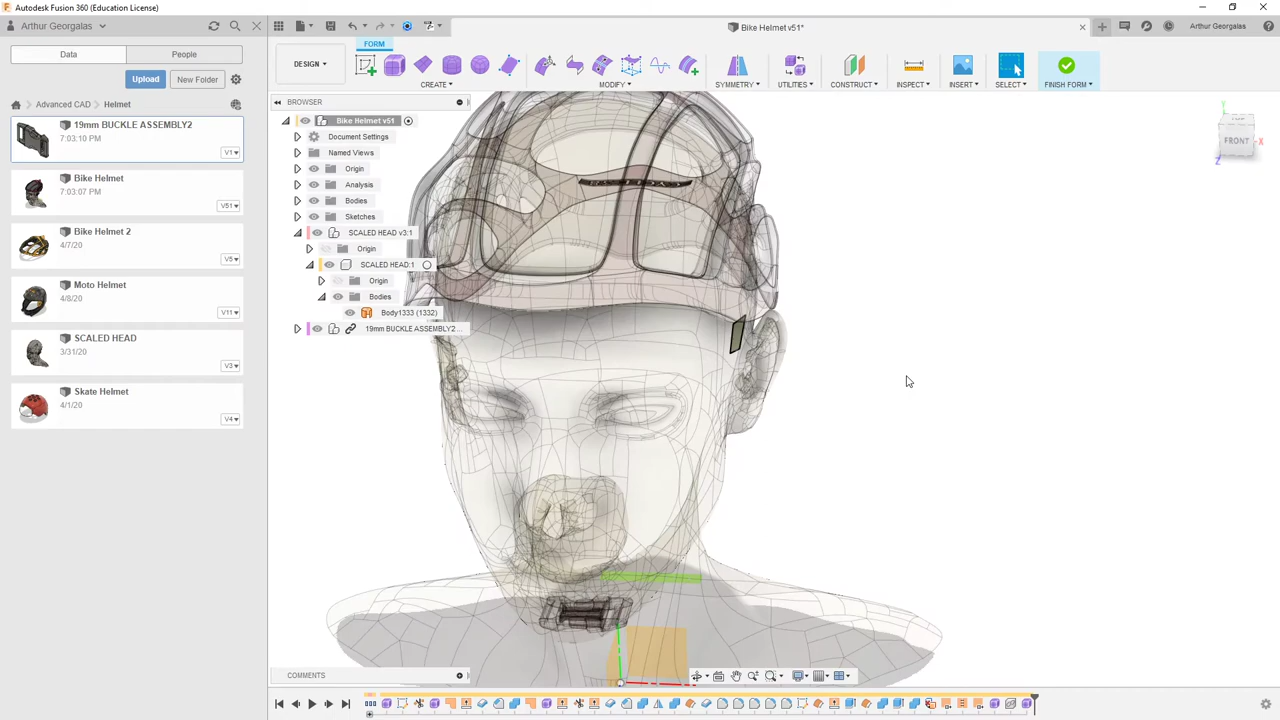 Autodesk Fusion 360 (Education License)
Arthur Georgalas
Bike Helmet v51*
Arthur Georgalas
Data
People
Upload
New Folder
Advanced CAD
Helmet
19mm BUCKLE ASSEMBLY2
7:03:10 PM
V1
Bike Helmet
7:03:07 PM
V51
Bike Helmet 2
4/7/20
V5
Moto Helmet
4/8/20
V11
SCALED HEAD
3/31/20
V3
Skate Helmet
4/1/20
V4
FORM
DESIGN
CREATE
MODIFY
SYMMETRY
UTILITIES
CONSTRUCT
INSPECT
INSERT
SELECT
FINISH FORM
BROWSER
Bike Helmet v51
Document Settings
Named Views
Origin
Analysis
Bodies
Sketches
SCALED HEAD v3:1
Origin
SCALED HEAD:1
Origin
Bodies
Body1333 (1332)
19mm BUCKLE ASSEMBLY2...
TOP
FRONT
Y
X
Z
COMMENTS